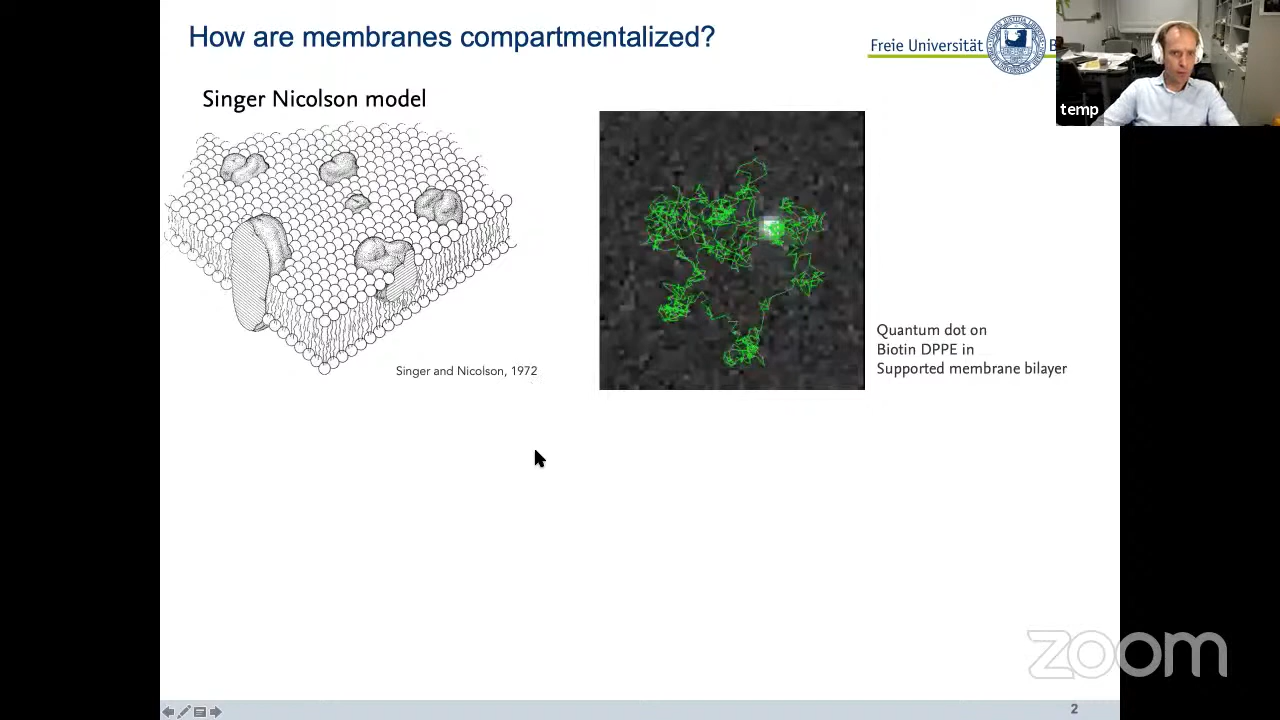 How are membranes compartmentalized?
Freie Universität
B
temp
Singer Nicolson model
Singer and Nicolson, 1972
Quantum dot on
Biotin DPPE in
Supported membrane bilayer
zoom
2